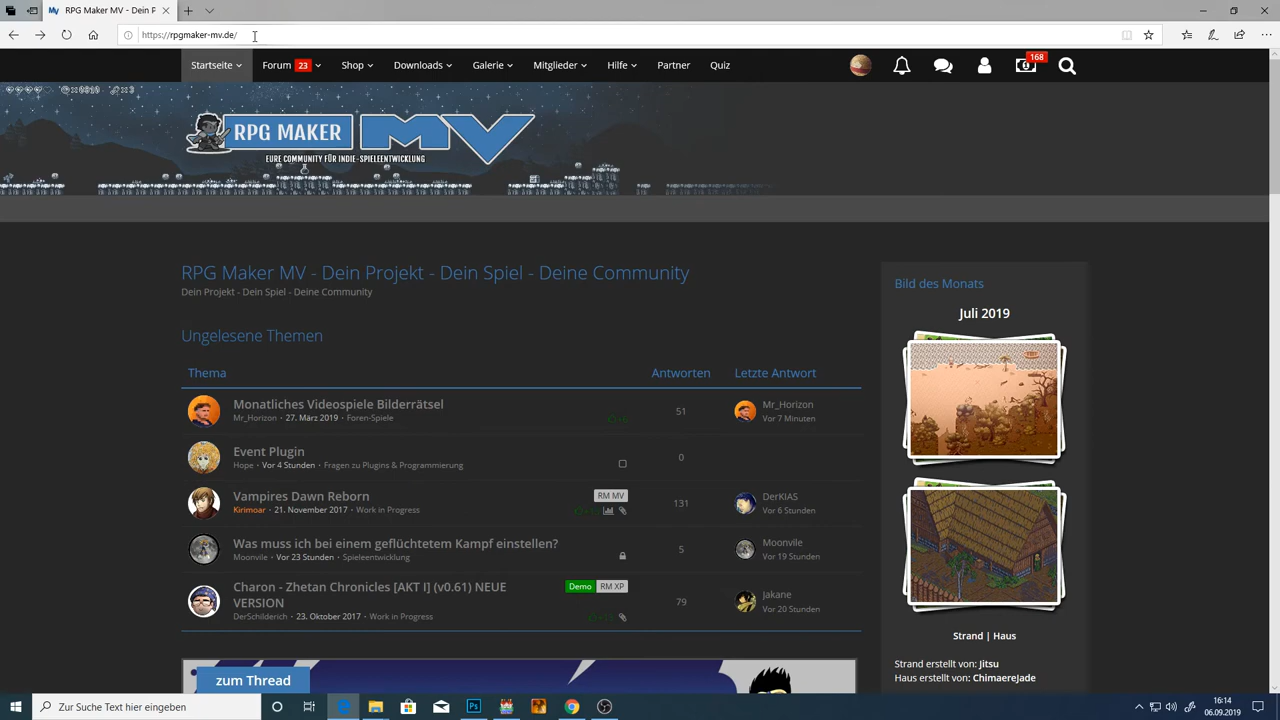 RPG Maker MV - Dein P
https://rpgmaker-mv.de/
Startseite Forum 23 Shop Downloads Galerie Mitglieder Hilfe Partner Quiz 168
RPG MAKER MV
EURE COMMUNITY FÜR INDIE-SPIELEENTWICKLUNG
RPG Maker MV - Dein Projekt - Dein Spiel - Deine Community
Dein Projekt - Dein Spiel - Deine Community
Ungelesene Themen
Thema Antworten Letzte Antwort
Monatliches Videospiele Bilderrätsel
Mr_Horizon · 27. März 2019 · Foren-Spiele
51
Mr_Horizon
Vor 7 Minuten
Event Plugin
Hope · Vor 4 Stunden · Fragen zu Plugins & Programmierung
0
Vampires Dawn Reborn
RM MV
Kirimoar · 21. November 2017 · Work in Progress
131
DerKIAS
Vor 6 Stunden
Was muss ich bei einem geflüchtetem Kampf einstellen?
Moonvile · Vor 23 Stunden · Spieleentwicklung
5
Moonvile
Vor 19 Stunden
Charon - Zhetan Chronicles [AKT I] (v0.61) NEUE
VERSION
Demo RM XP
DerSchilderich · 23. Oktober 2017 · Work in Progress
79
Jakane
Vor 20 Stunden
zum Thread
Bild des Monats
Juli 2019
Strand | Haus
Strand erstellt von: Jitsu
Haus erstellt von: ChimaereJade
Zur Suche Text hier eingeben
16:14
06.09.2019